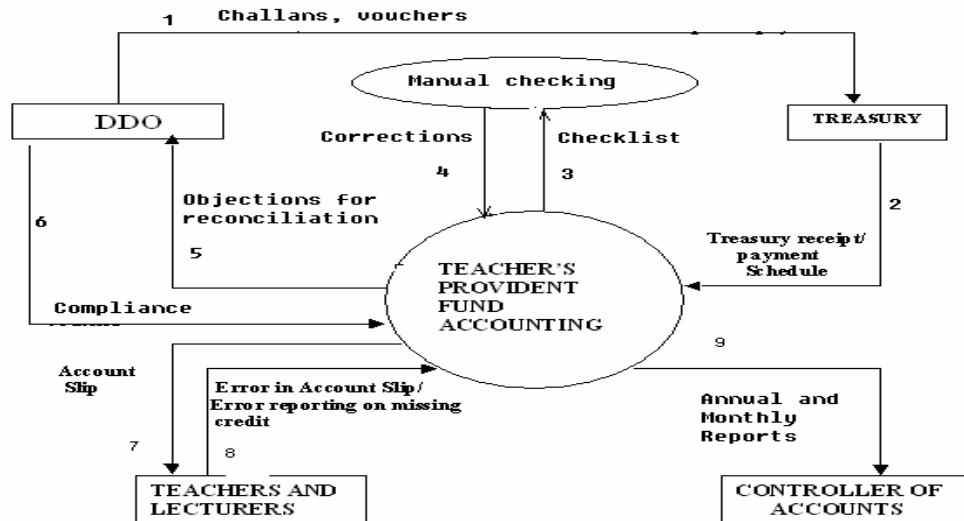 1
Challans, vouchers
Manual checking
DDO
TREASURY
Corrections
Checklist
4
3
6
Objections for
reconciliation
2
5
Treasury receipt/
payment
Schedule
TEACHER'S
PROVIDENT
FUND
ACCOUNTING
Compliance
9
Account
Slip
Error in Account Slip/
Error reporting on missing
credit
Annual and
Monthly
Reports
7
8
TEACHERS AND
LECTURERS
CONTROLLER OF
ACCOUNTS